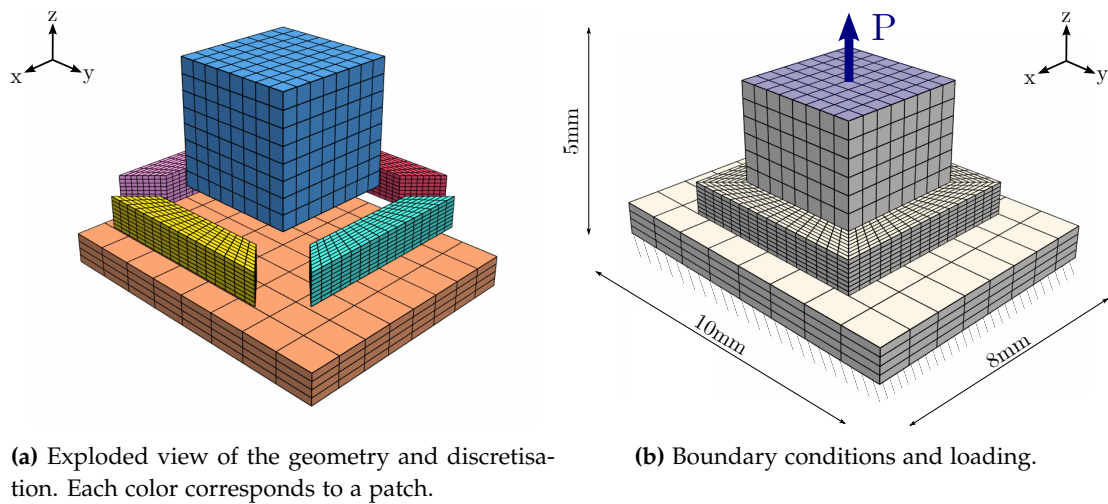 z
x
y
P
z
x
y
5mm
10mm
8mm
(a) Exploded view of the geometry and discretisa-
tion. Each color corresponds to a patch.
(b) Boundary conditions and loading.